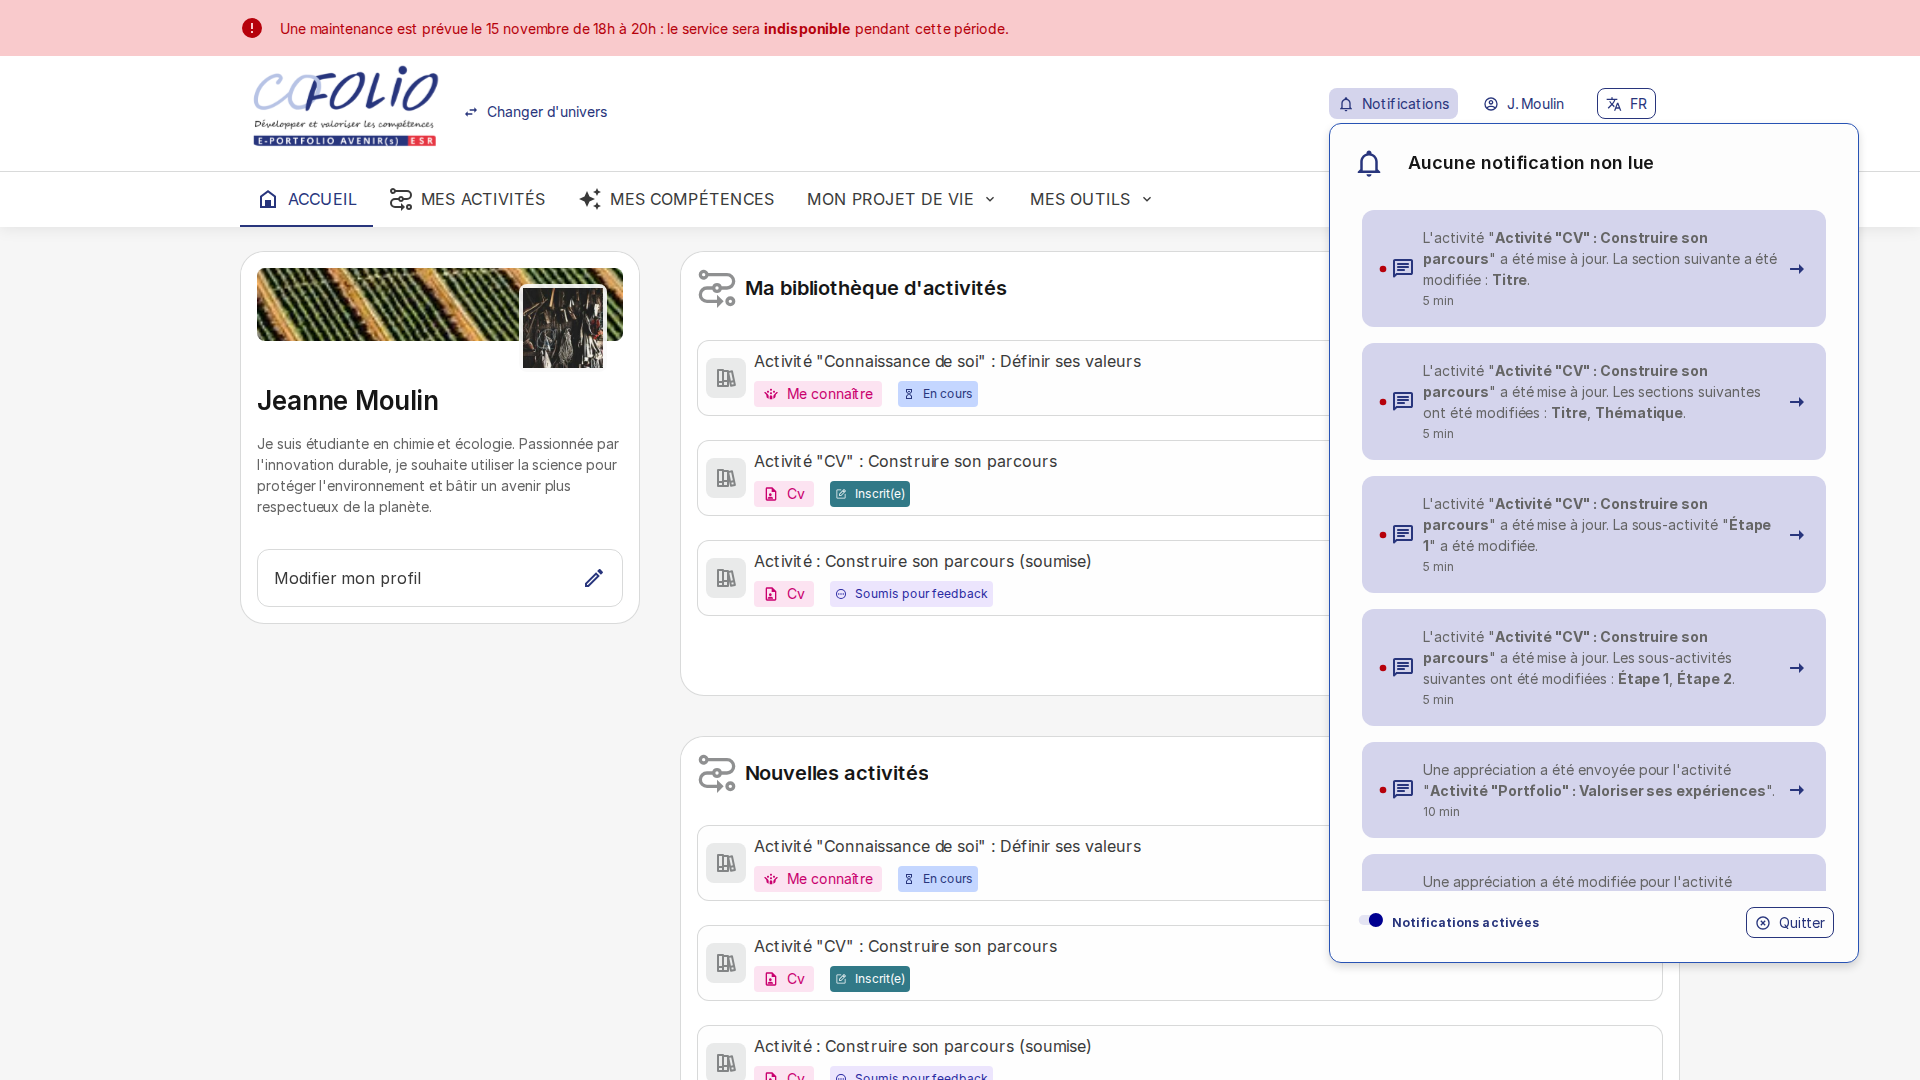 Une maintenance est prévue le 15 novembre de 18h à 20h : le service sera indisponible pendant cette période.
COFOLIO
Développer et valoriser les compétences
E-PORTFOLIO AVENIR(s) ESR
Changer d'univers
Notifications
J. Moulin
FR
ACCUEIL
MES ACTIVITÉS
MES COMPÉTENCES
MON PROJET DE VIE
MES OUTILS
Jeanne Moulin
Je suis étudiante en chimie et écologie. Passionnée par
l'innovation durable, je souhaite utiliser la science pour
protéger l'environnement et bâtir un avenir plus
respectueux de la planète.
Modifier mon profil
Ma bibliothèque d'activités
Activité "Connaissance de soi" : Définir ses valeurs
Me connaître
En cours
Activité "CV" : Construire son parcours
Cv
Inscrit(e)
Activité : Construire son parcours (soumise)
Cv
Soumis pour feedback
Nouvelles activités
Activité "Connaissance de soi" : Définir ses valeurs
Me connaître
En cours
Activité "CV" : Construire son parcours
Cv
Inscrit(e)
Activité : Construire son parcours (soumise)
Cv
Soumis pour feedback
Aucune notification non lue
L'activité "Activité "CV" : Construire son
parcours" a été mise à jour. La section suivante a été
modifiée : Titre.
5 min
L'activité "Activité "CV" : Construire son
parcours" a été mise à jour. Les sections suivantes
ont été modifiées : Titre, Thématique.
5 min
L'activité "Activité "CV" : Construire son
parcours" a été mise à jour. La sous-activité "Étape
1" a été modifiée.
5 min
L'activité "Activité "CV" : Construire son
parcours" a été mise à jour. Les sous-activités
suivantes ont été modifiées : Étape 1, Étape 2.
5 min
Une appréciation a été envoyée pour l'activité
"Activité "Portfolio" : Valoriser ses expériences".
10 min
Une appréciation a été modifiée pour l'activité
Notifications activées
Quitter